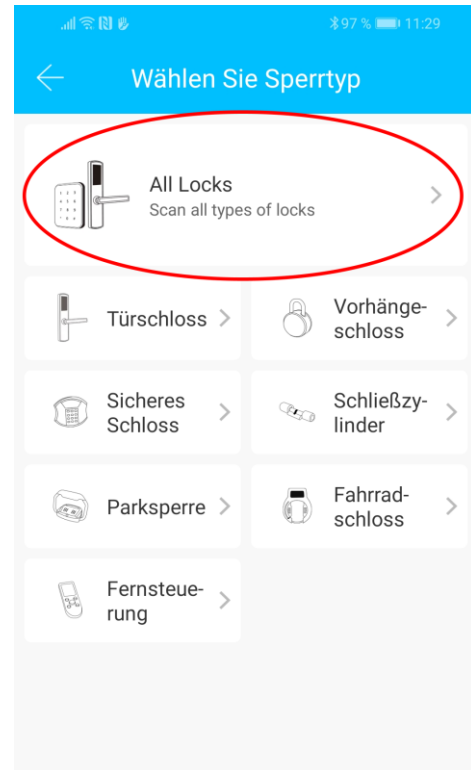 97 % 11:29
Wählen Sie Sperrtyp
All Locks
Scan all types of locks
Türschloss
Vorhänge-
schloss
Sicheres
Schloss
Schließzy-
linder
Parksperre
Fahrrad-
schloss
Fernsteue-
rung